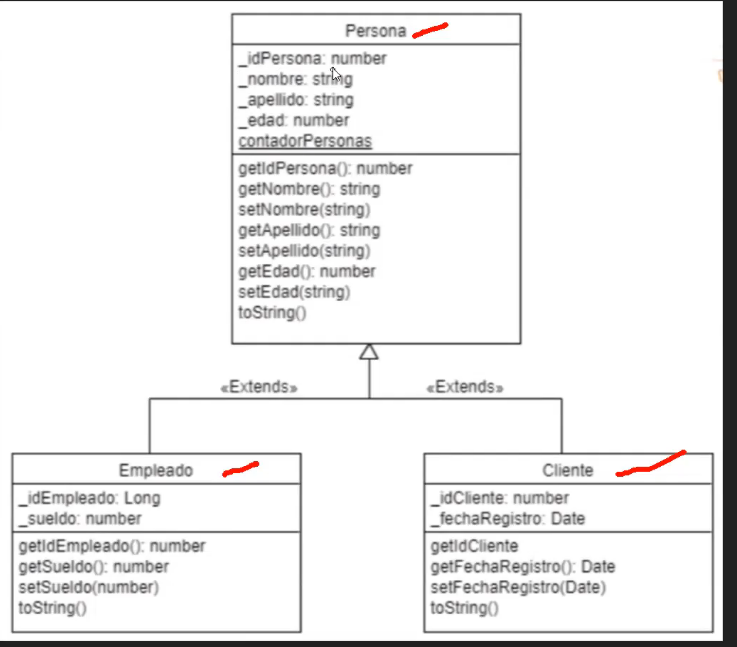 Persona
_idPersona: number
_nombre: string
_apellido: string
_edad: number
contadorPersonas
getIdPersona(): number
getNombre(): string
setNombre(string)
getApellido(): string
setApellido(string)
getEdad(): number
setEdad(string)
toString()
«Extends»
«Extends»
Empleado
_idEmpleado: Long
_sueldo: number
getIdEmpleado(): number
getSueldo(): number
setSueldo(number)
toString()
Cliente
_idCliente: number
_fechaRegistro: Date
getIdCliente
getFechaRegistro(): Date
setFechaRegistro(Date)
toString()